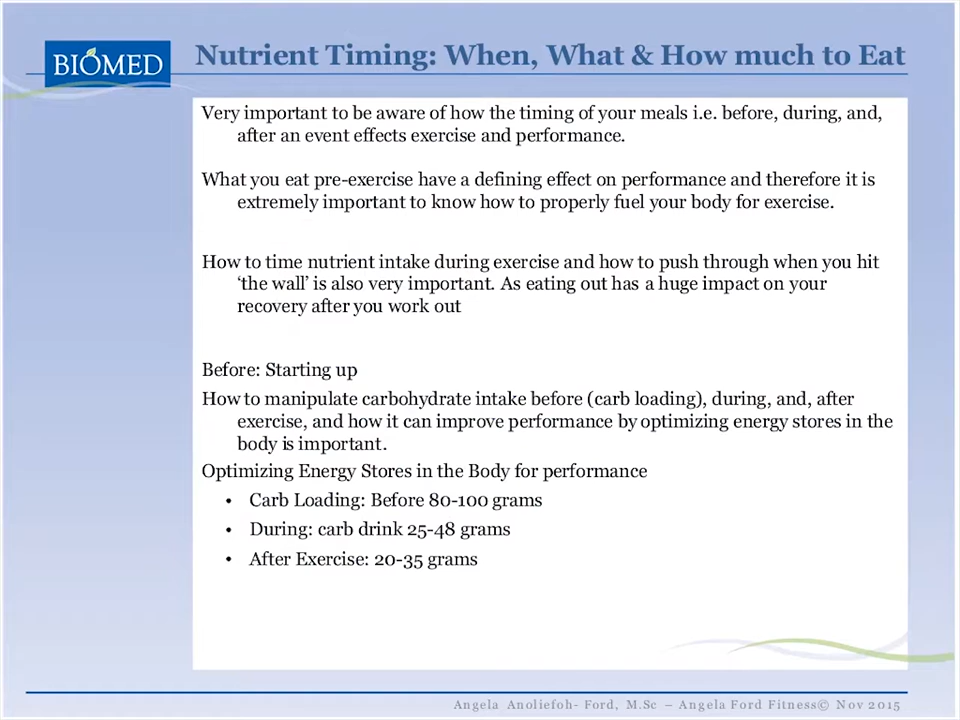 BIOMED
Nutrient Timing: When, What & How much to Eat
Very important to be aware of how the timing of your meals i.e. before, during, and,
after an event effects exercise and performance.
What you eat pre-exercise have a defining effect on performance and therefore it is
extremely important to know how to properly fuel your body for exercise.
How to time nutrient intake during exercise and how to push through when you hit
‘the wall’ is also very important. As eating out has a huge impact on your
recovery after you work out
Before: Starting up
How to manipulate carbohydrate intake before (carb loading), during, and, after
exercise, and how it can improve performance by optimizing energy stores in the
body is important.
Optimizing Energy Stores in the Body for performance
• Carb Loading: Before 80-100 grams
• During: carb drink 25-48 grams
• After Exercise: 20-35 grams
Angela Anoliefoh- Ford, M.Sc – Angela Ford Fitness© Nov 2015